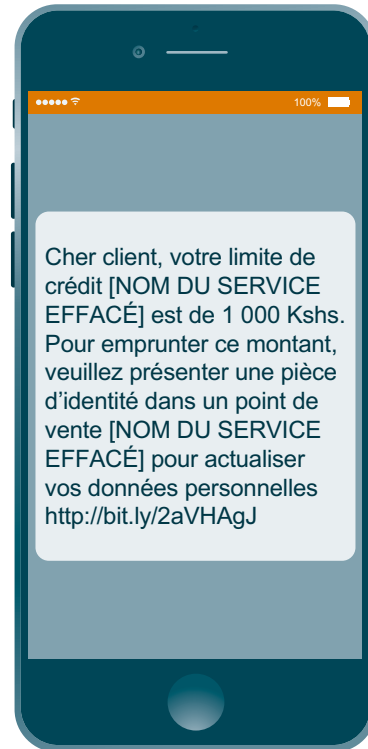 100%
Cher client, votre limite de
crédit [NOM DU SERVICE
EFFACÉ] est de 1 000 Kshs.
Pour emprunter ce montant,
veuillez présenter une pièce
d’identité dans un point de
vente [NOM DU SERVICE
EFFACÉ] pour actualiser
vos données personnelles
http://bit.ly/2aVHAgJ